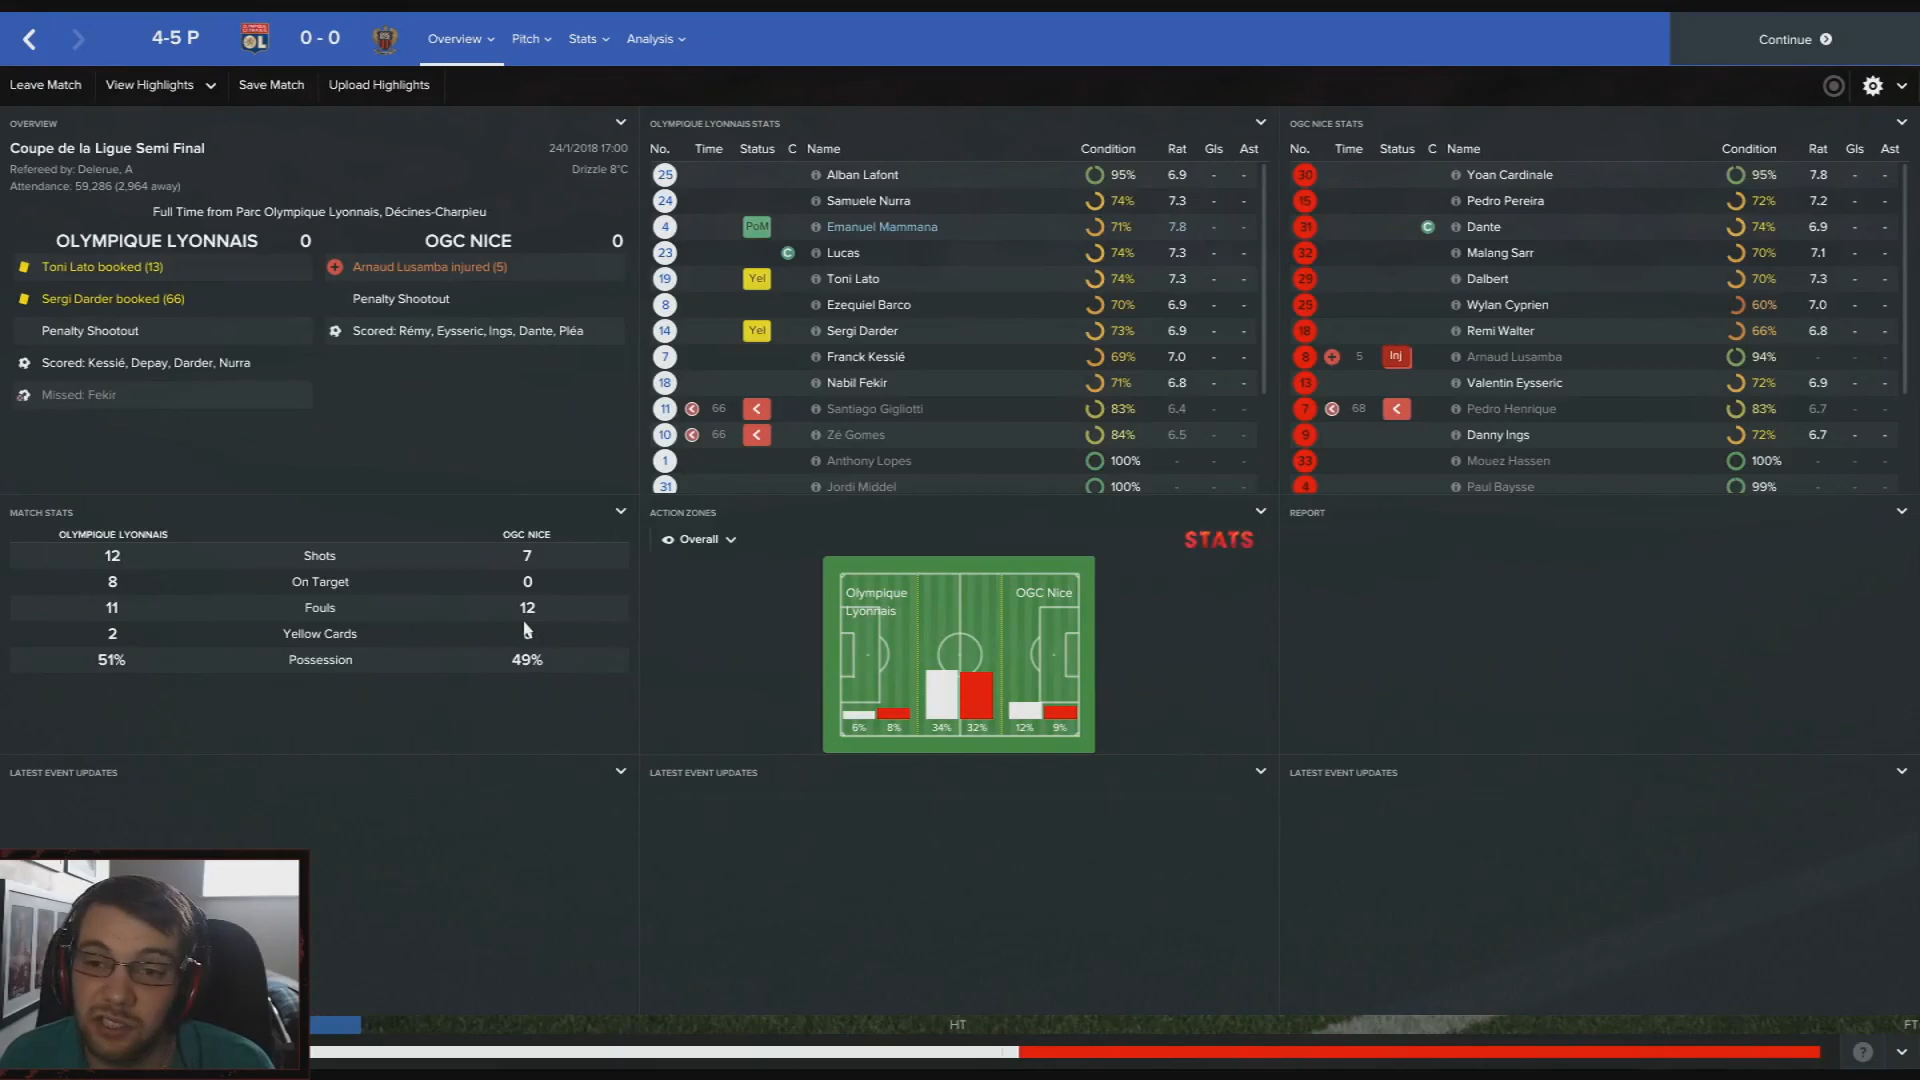 4-5 P
OL
0 - 0
Overview
Pitch
Stats
Analysis
Continue
Leave Match
View Highlights
Save Match
Upload Highlights
OVERVIEW
Coupe de la Ligue Semi Final
24/1/2018 17:00
Refereed by: Delerue, A
Drizzle 8°C
Attendance: 59,286 (2,964 away)
Full Time from Parc Olympique Lyonnais, Décines-Charpieu
OLYMPIQUE LYONNAIS 0
OGC NICE 0
Toni Lato booked (13)
Arnaud Lusamba injured (5)
Sergi Darder booked (66)
Penalty Shootout
Penalty Shootout
Scored: Rémy, Eysseric, Ings, Dante, Pléa
Scored: Kessié, Depay, Darder, Nurra
Missed: Fekir
OLYMPIQUE LYONNAIS STATS
No. Time Status C Name Condition Rat Gls Ast
25 Alban Lafont 95% 6.9 - -
24 Samuele Nurra 74% 7.3 - -
4 PoM Emanuel Mammana 71% 7.8 - -
23 C Lucas 74% 7.3 - -
19 Yel Toni Lato 74% 7.3 - -
8 Ezequiel Barco 70% 6.9 - -
14 Yel Sergi Darder 73% 6.9 - -
7 Franck Kessié 69% 7.0 - -
18 Nabil Fekir 71% 6.8 - -
11 66 Santiago Gigliotti 83% 6.4 - -
10 66 Zé Gomes 84% 6.5 - -
1 Anthony Lopes 100% - - -
31 Jordi Middel 100% - - -
OGC NICE STATS
No. Time Status C Name Condition Rat Gls Ast
30 Yoan Cardinale 95% 7.8 - -
15 Pedro Pereira 72% 7.2 - -
31 C Dante 74% 6.9 - -
32 Malang Sarr 70% 7.1 - -
29 Dalbert 70% 7.3 - -
25 Wylan Cyprien 60% 7.0 - -
18 Remi Walter 66% 6.8 - -
8 5 Inj Arnaud Lusamba 94% - - -
13 Valentin Eysseric 72% 6.9 - -
7 68 Pedro Henrique 83% 6.7 - -
9 Danny Ings 72% 6.7 - -
33 Mouez Hassen 100% - - -
4 Paul Baysse 99% - - -
MATCH STATS
OLYMPIQUE LYONNAIS
OGC NICE
12 Shots 7
8 On Target 0
11 Fouls 12
2 Yellow Cards
51% Possession 49%
ACTION ZONES
Overall
STATS
Olympique
Lyonnais
OGC Nice
6% 8% 34% 32% 12% 9%
REPORT
LATEST EVENT UPDATES
LATEST EVENT UPDATES
LATEST EVENT UPDATES
HT
FT
?